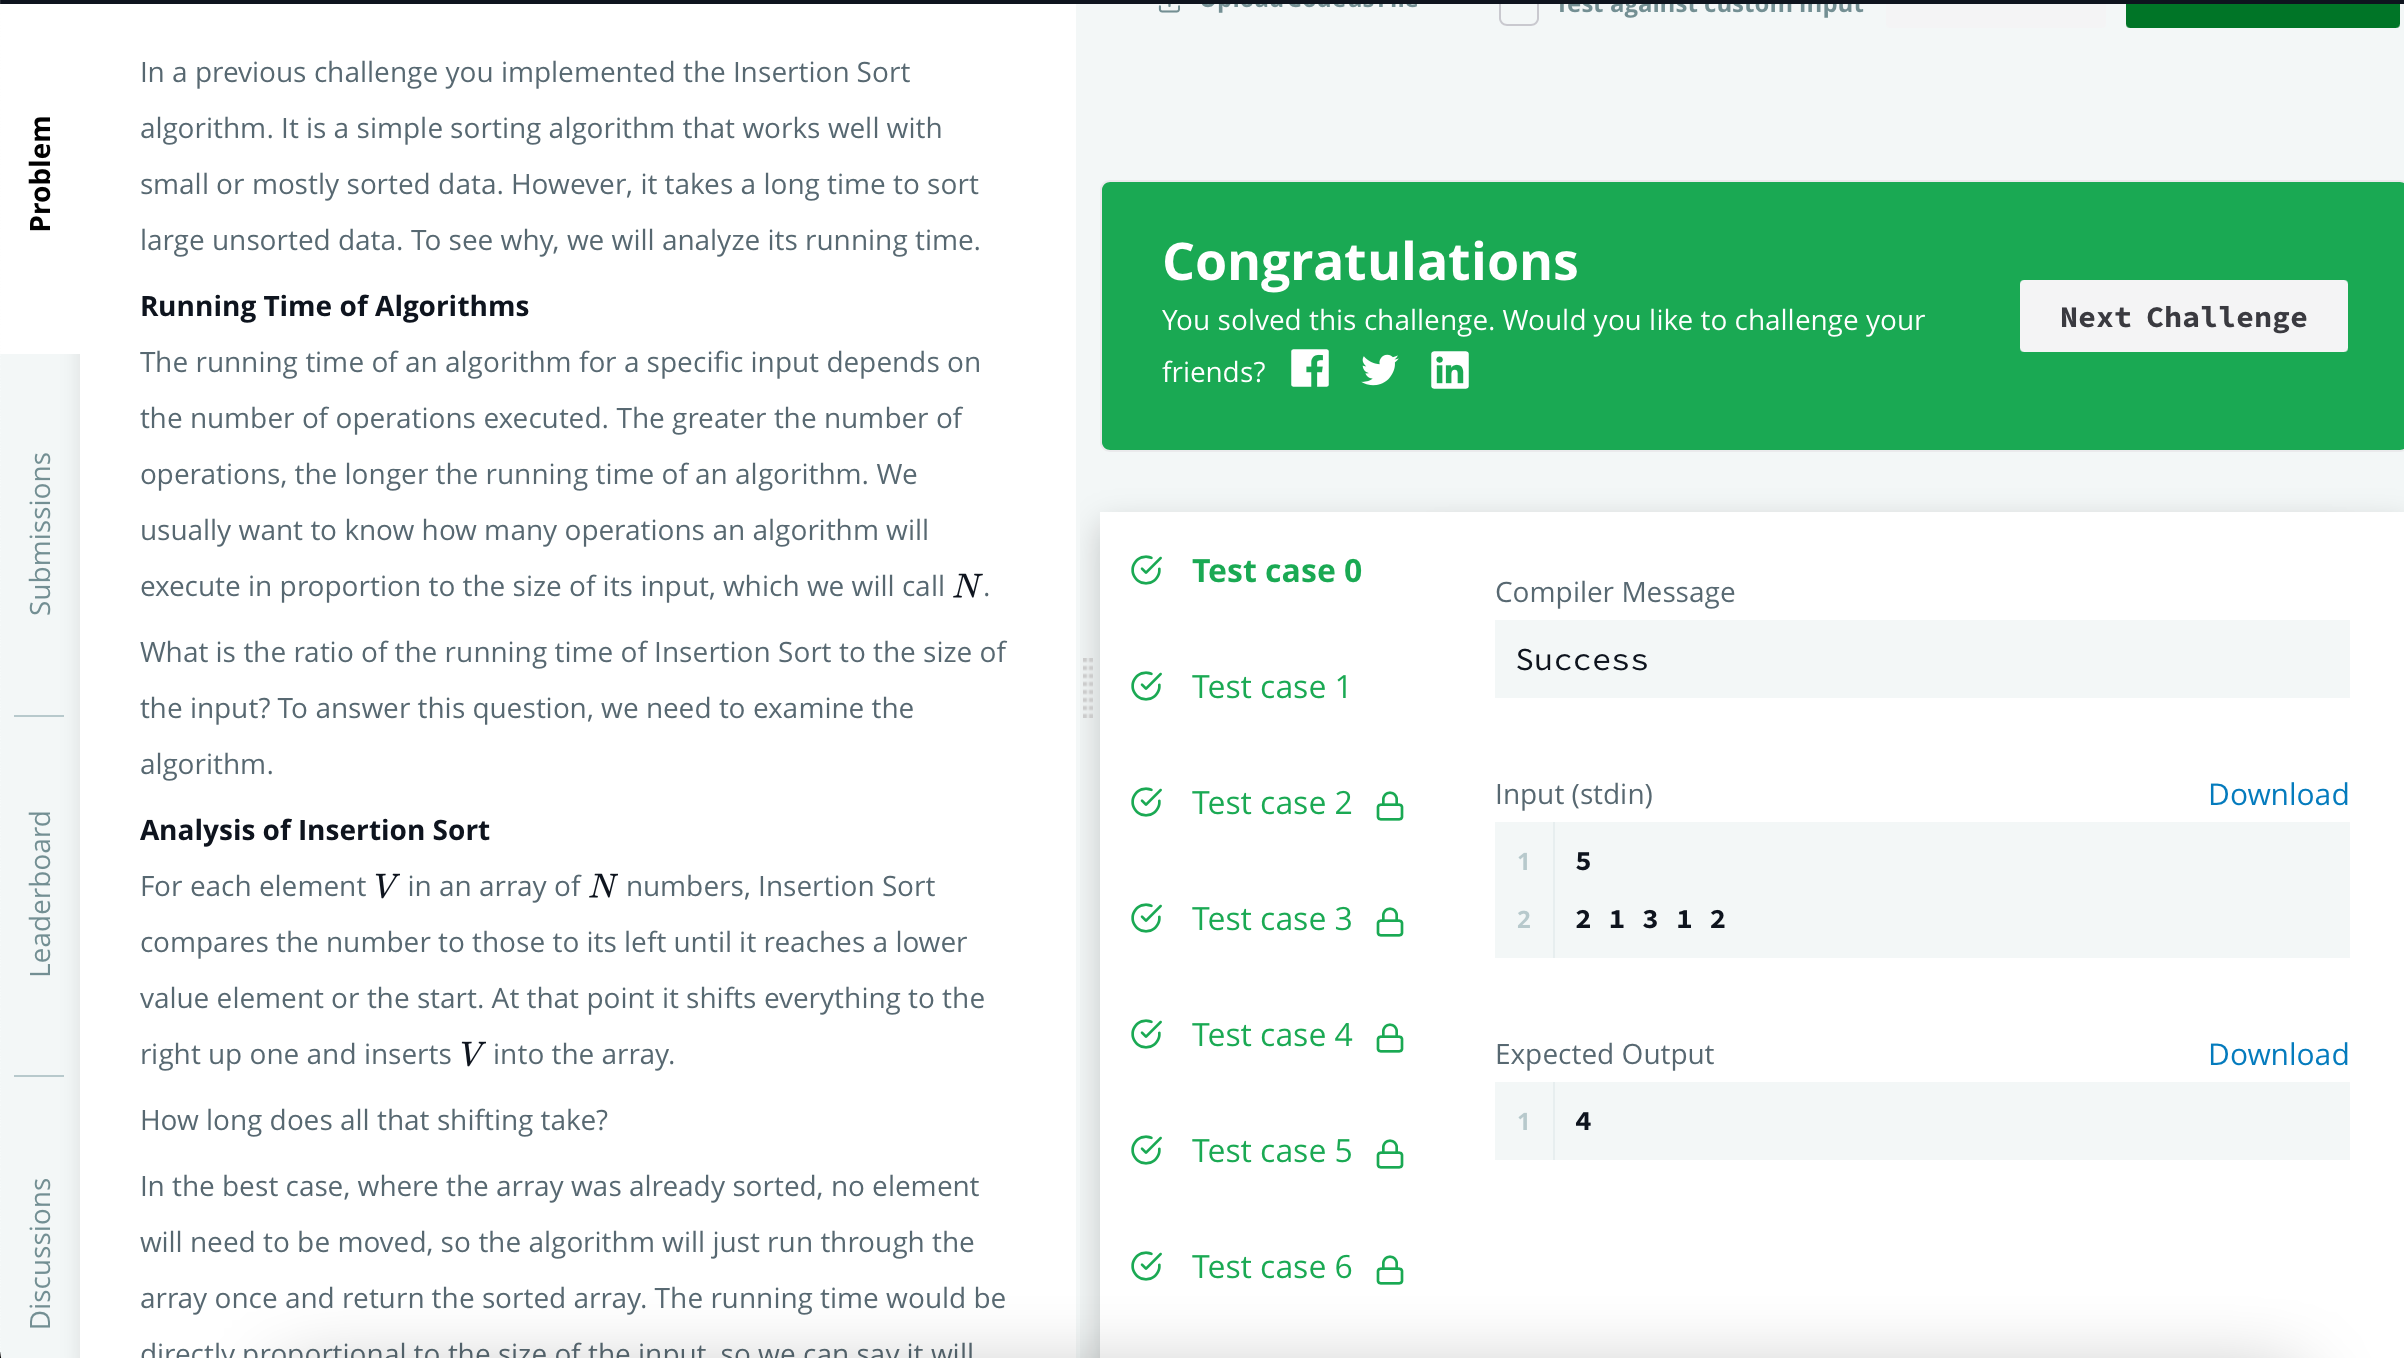 Problem
Submissions
Leaderboard
Discussions
In a previous challenge you implemented the Insertion Sort
algorithm. It is a simple sorting algorithm that works well with
small or mostly sorted data. However, it takes a long time to sort
large unsorted data. To see why, we will analyze its running time.
Running Time of Algorithms
The running time of an algorithm for a specific input depends on
the number of operations executed. The greater the number of
operations, the longer the running time of an algorithm. We
usually want to know how many operations an algorithm will
execute in proportion to the size of its input, which we will call N.
What is the ratio of the running time of Insertion Sort to the size of
the input? To answer this question, we need to examine the
algorithm.
Analysis of Insertion Sort
For each element V in an array of N numbers, Insertion Sort
compares the number to those to its left until it reaches a lower
value element or the start. At that point it shifts everything to the
right up one and inserts V into the array.
How long does all that shifting take?
In the best case, where the array was already sorted, no element
will need to be moved, so the algorithm will just run through the
array once and return the sorted array. The running time would be
directly proportional to the size of the input, so we can say it will
Upload Code as File
Test against custom input
Congratulations
You solved this challenge. Would you like to challenge your
friends?
Next Challenge
Test case 0
Test case 1
Test case 2
Test case 3
Test case 4
Test case 5
Test case 6
Compiler Message
Success
Input (stdin)
Download
1 5
2 2 1 3 1 2
Expected Output
Download
1 4